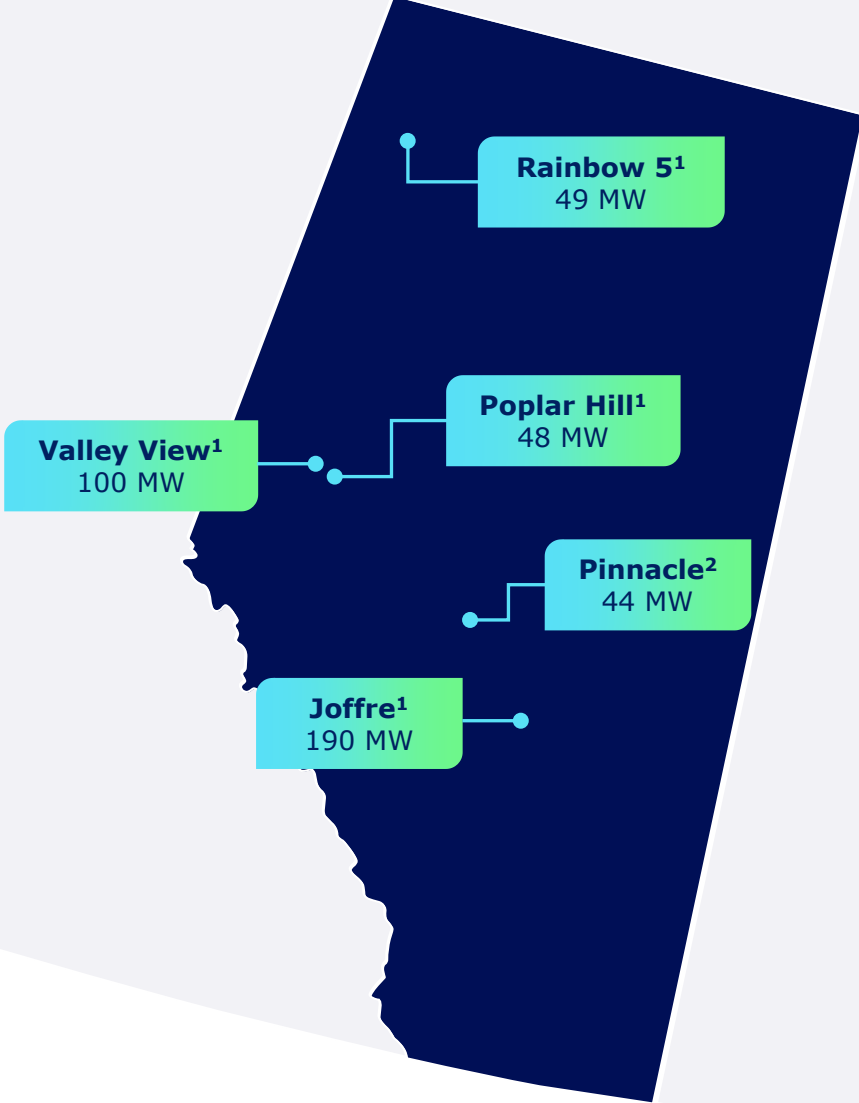 Rainbow 5¹
49 MW
Poplar Hill¹
48 MW
Valley View¹
100 MW
Pinnacle²
44 MW
Joffre¹
190 MW